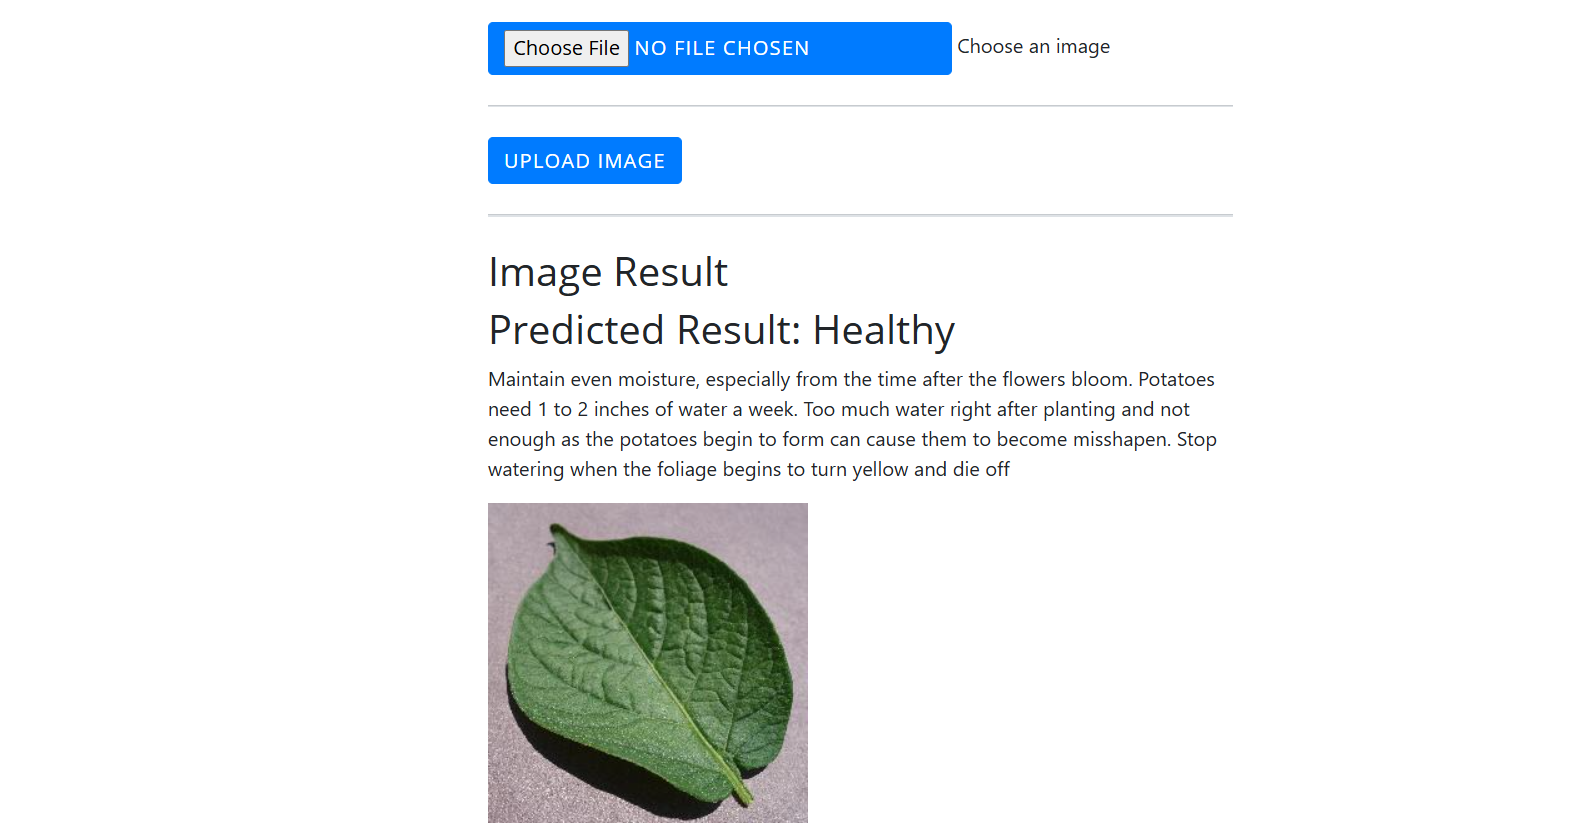 Choose File NO FILE CHOSEN Choose an image
UPLOAD IMAGE
Image Result
Predicted Result: Healthy
Maintain even moisture, especially from the time after the flowers bloom. Potatoes
need 1 to 2 inches of water a week. Too much water right after planting and not
enough as the potatoes begin to form can cause them to become misshapen. Stop
watering when the foliage begins to turn yellow and die off